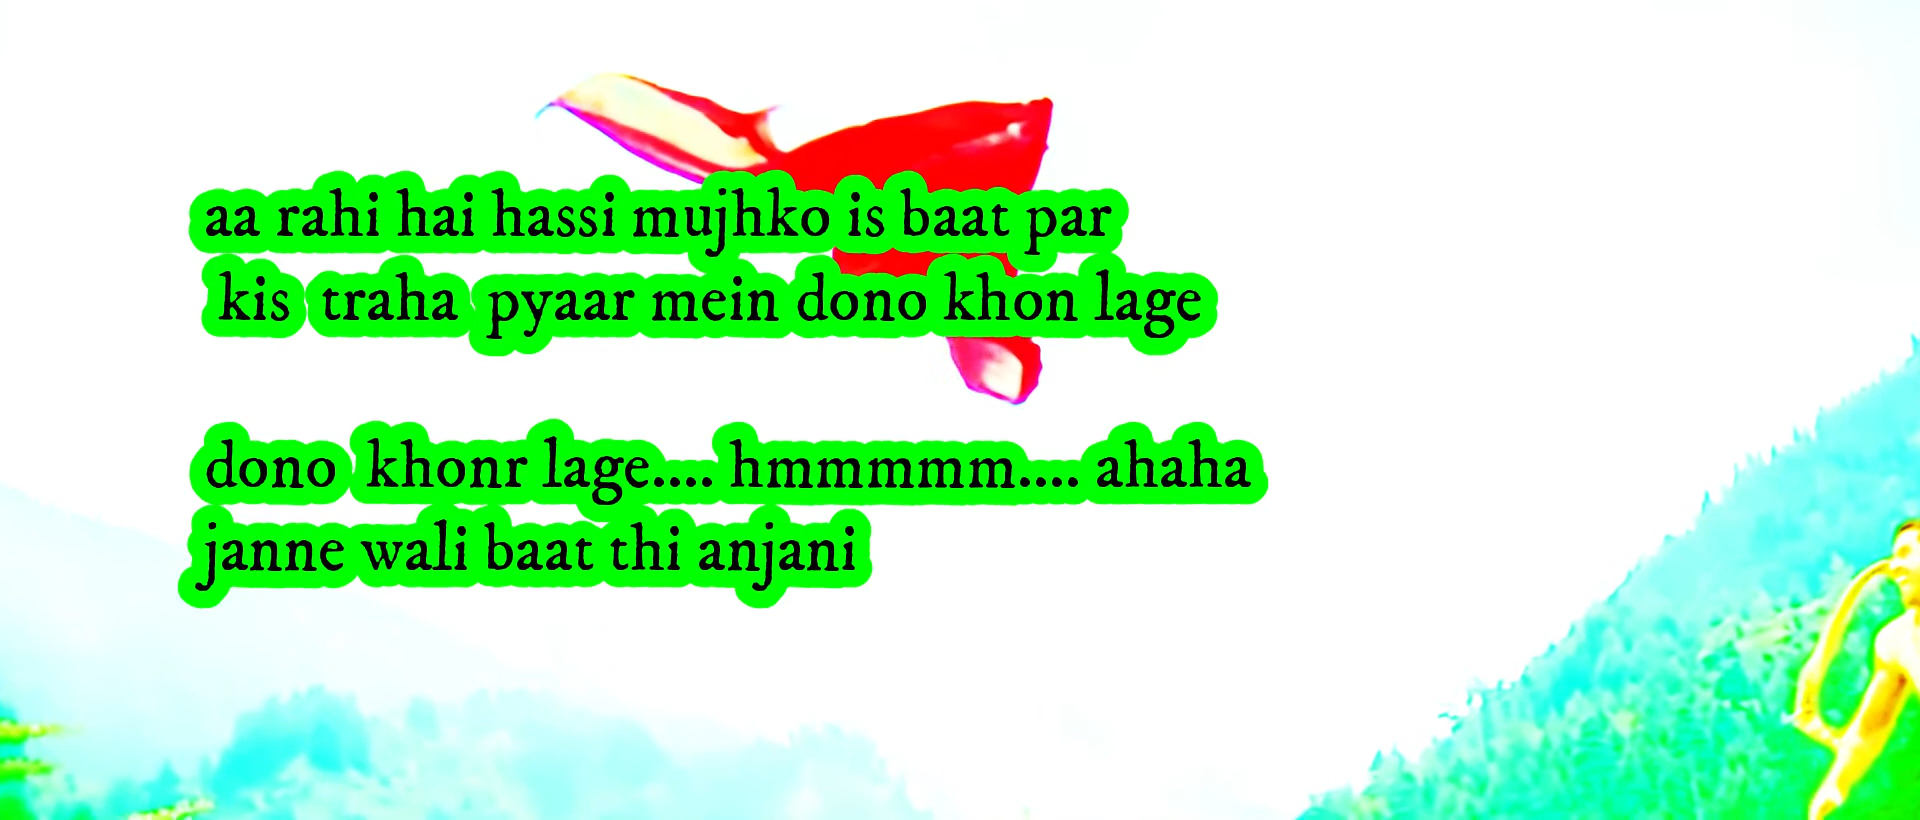 aa rahi hai hassi mujhko is baat par
kis traha pyaar mein dono khon lage
dono khonr lage.... hmmmmm.... ahaha
janne wali baat thi anjani